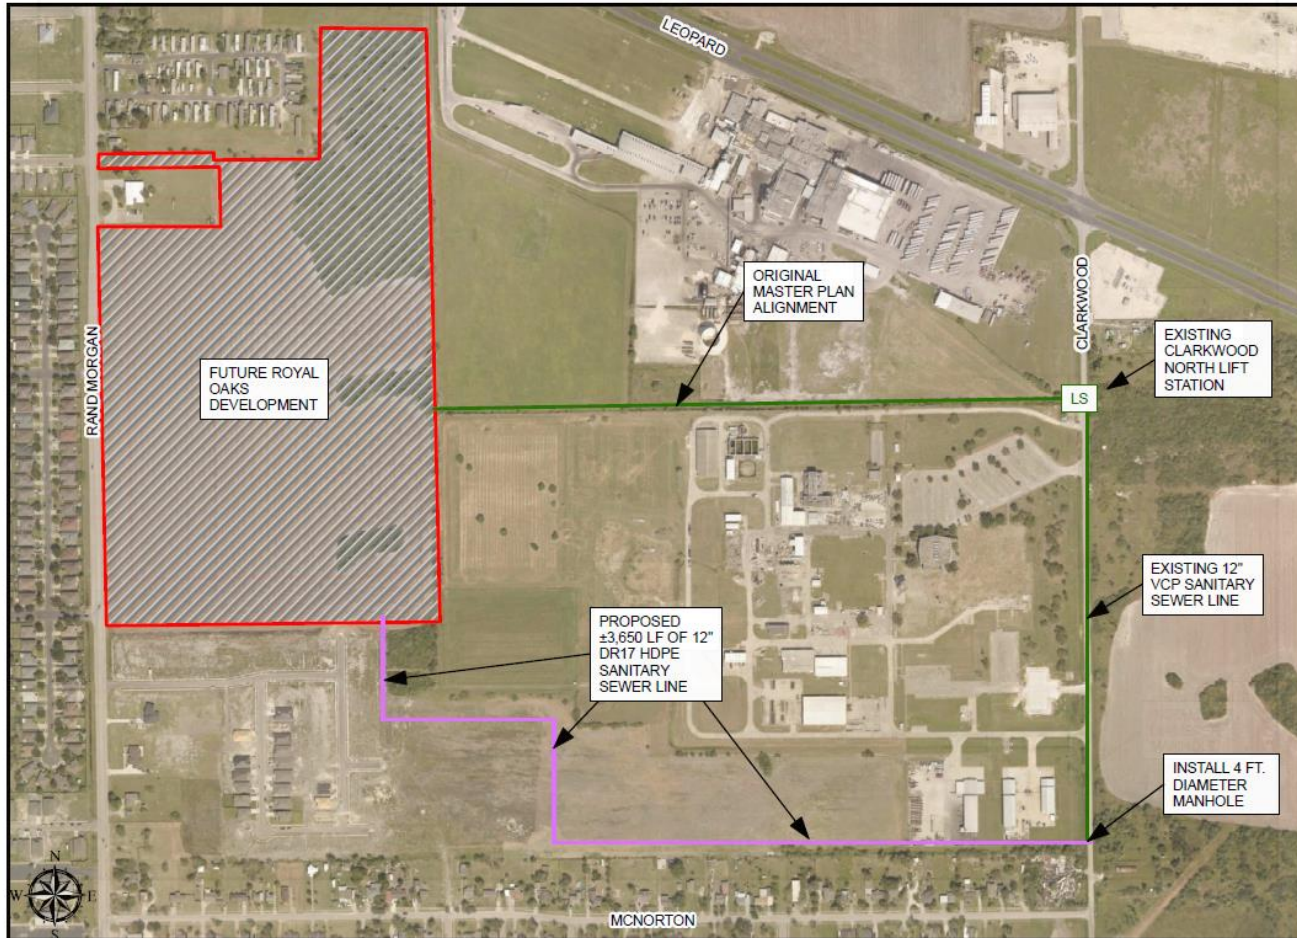 LEOPARD
ORIGINAL
MASTER PLAN
ALIGNMENT
CLARKWOOD
EXISTING
CLARKWOOD
NORTH LIFT
STATION
RAND MORGAN
FUTURE ROYAL
OAKS
DEVELOPMENT
LS
EXISTING 12"
VCP SANITARY
SEWER LINE
PROPOSED
±3,650 LF OF 12"
DR17 HDPE
SANITARY
SEWER LINE
INSTALL 4 FT.
DIAMETER
MANHOLE
N
W
E
S
MCNORTON